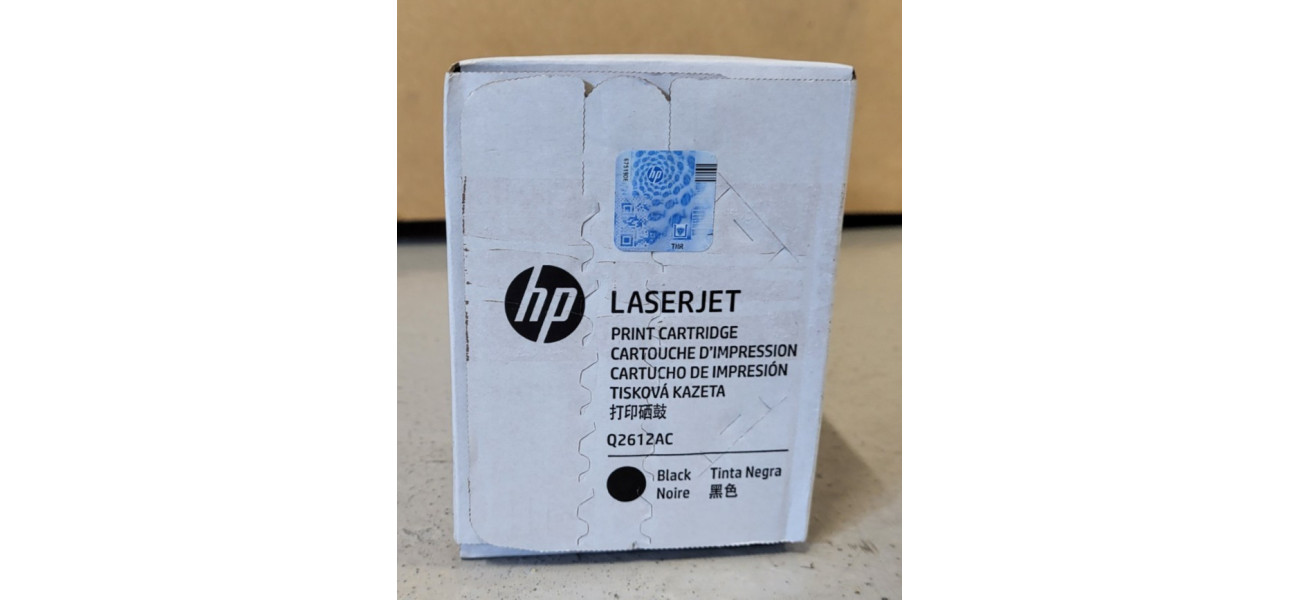 hp
hp
LASERJET
PRINT CARTRIDGE
CARTOUCHE D'IMPRESSION
CARTUCHO DE IMPRESIÓN
TISKOVÁ KAZETA
打印硒鼓
Q2612AC
Black Tinta Negra
Noire 黑色